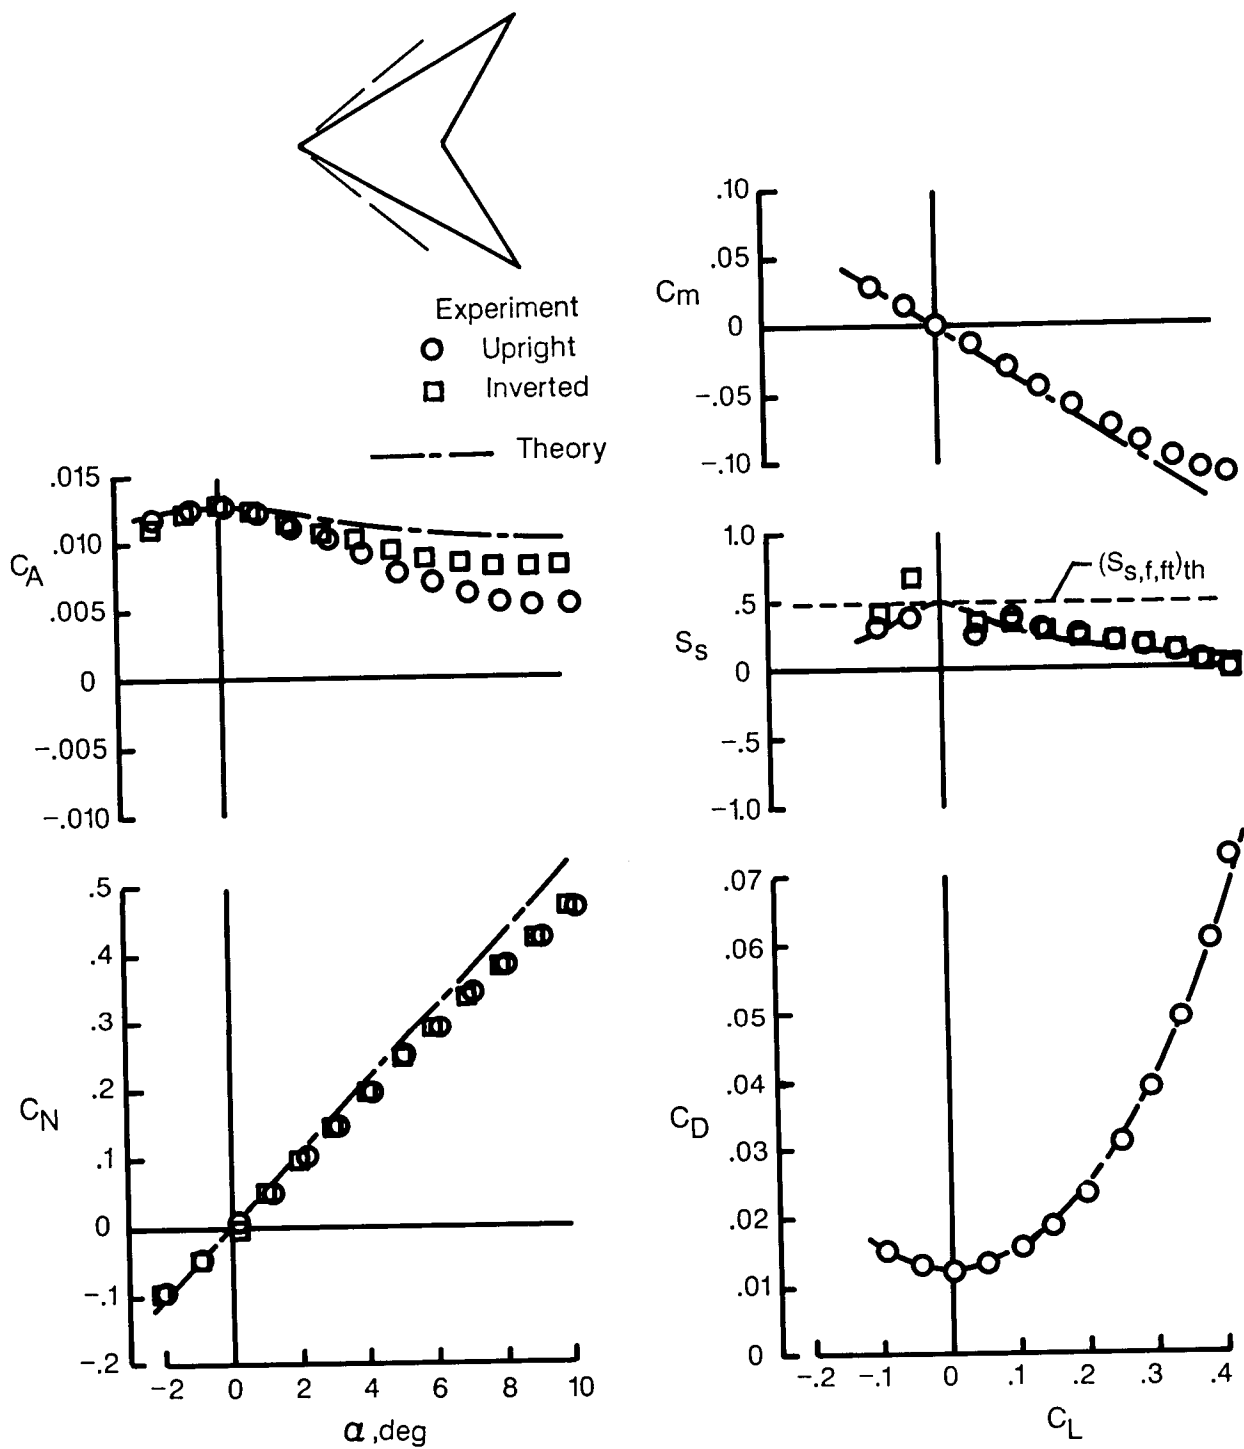 Experiment
Upright
Inverted
Theory
.015
.010
.005
0
-.005
-.010
C_A
.5
.4
.3
.2
.1
0
-.1
-.2
C_N
-2 0 2 4 6 8 10
α, deg
.10
.05
0
-.05
-.10
C_m
1.0
.5
0
-.5
-1.0
S_s
(S_s,f,ft)_th
.07
.06
.05
.04
.03
.02
.01
0
C_D
-.2 -.1 0 .1 .2 .3 .4
C_L